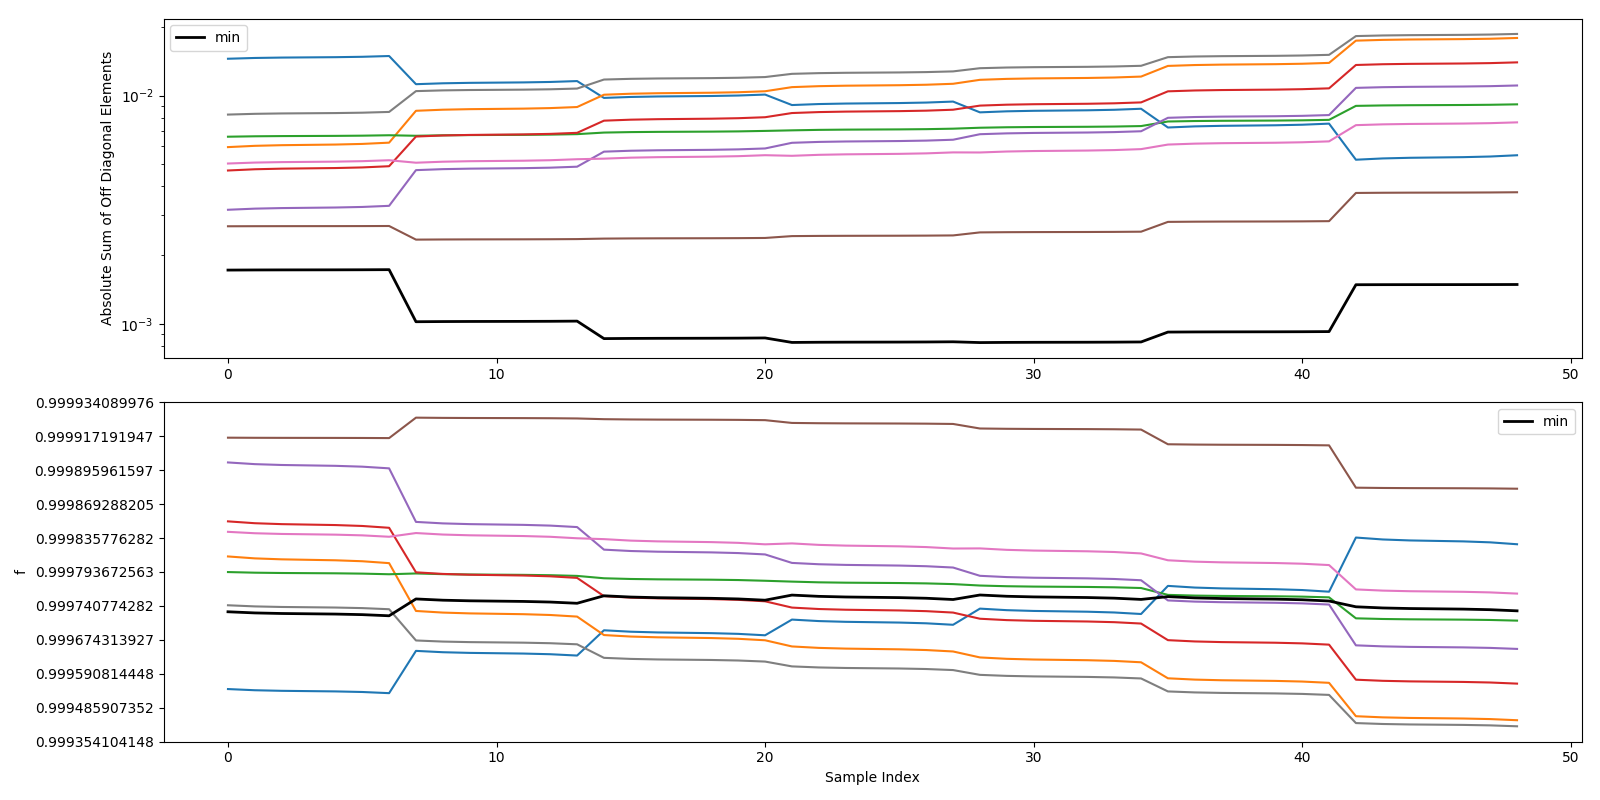 min
Absolute Sum of Off Diagonal Elements
10⁻²
10⁻³
0 10 20 30 40 50
min
f
0.999934089976
0.999917191947
0.999895961597
0.999869288205
0.999835776282
0.999793672563
0.999740774282
0.999674313927
0.999590814448
0.999485907352
0.999354104148
0 10 20 30 40 50
Sample Index